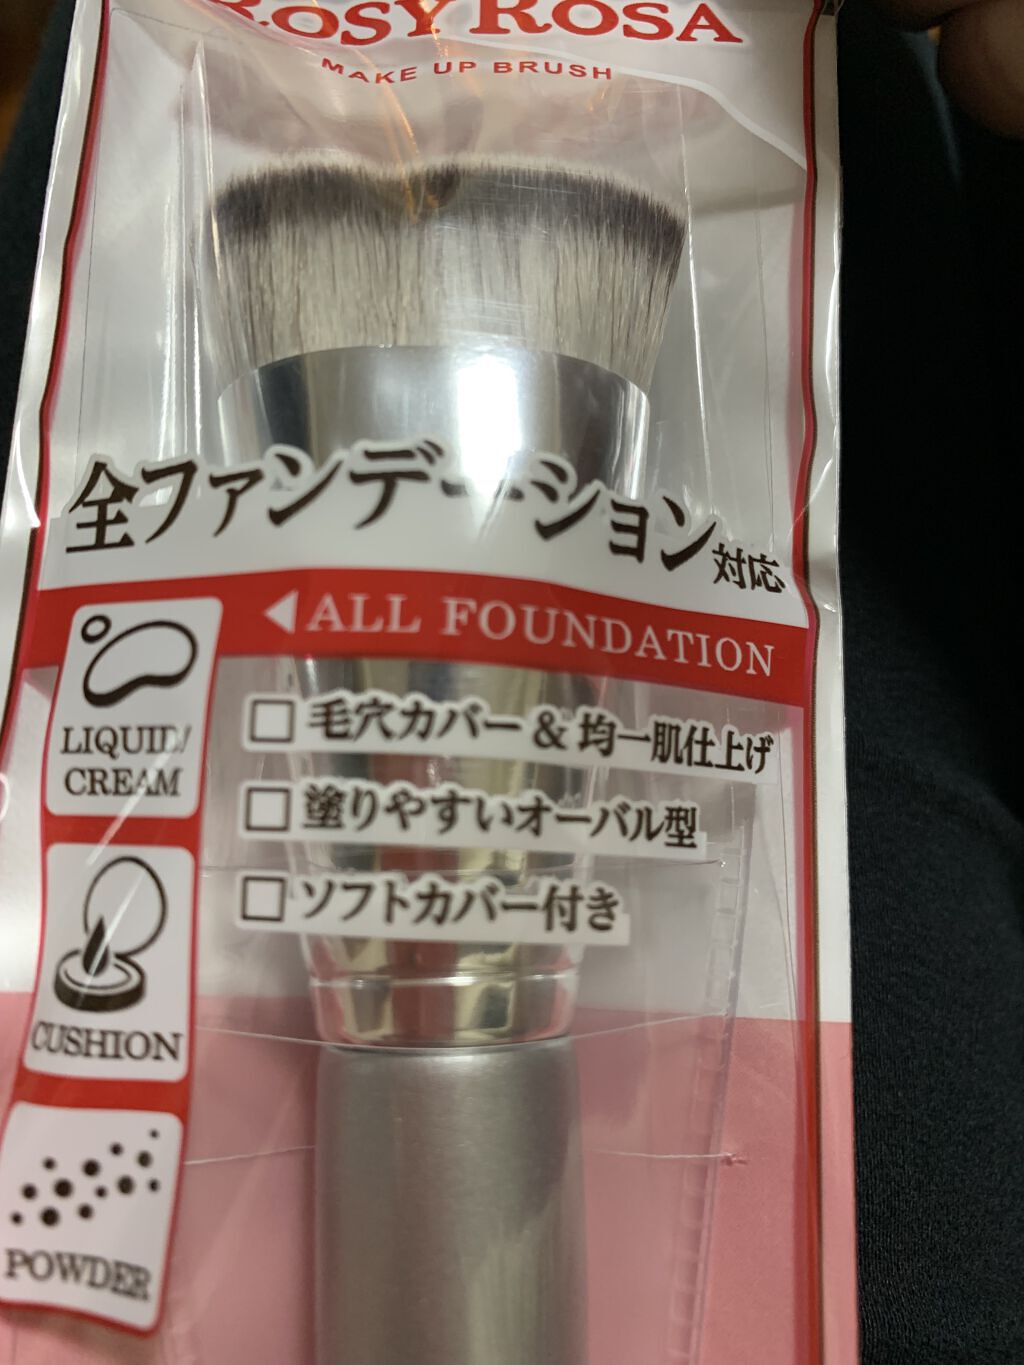 ROSY ROSA
MAKE UP BRUSH
全ファンデーション対応
ALL FOUNDATION
LIQUID/
CREAM
□ 毛穴カバー & 均一肌仕上げ
□ 塗りやすいオーバル型
□ ソフトカバー付き
CUSHION
POWDER